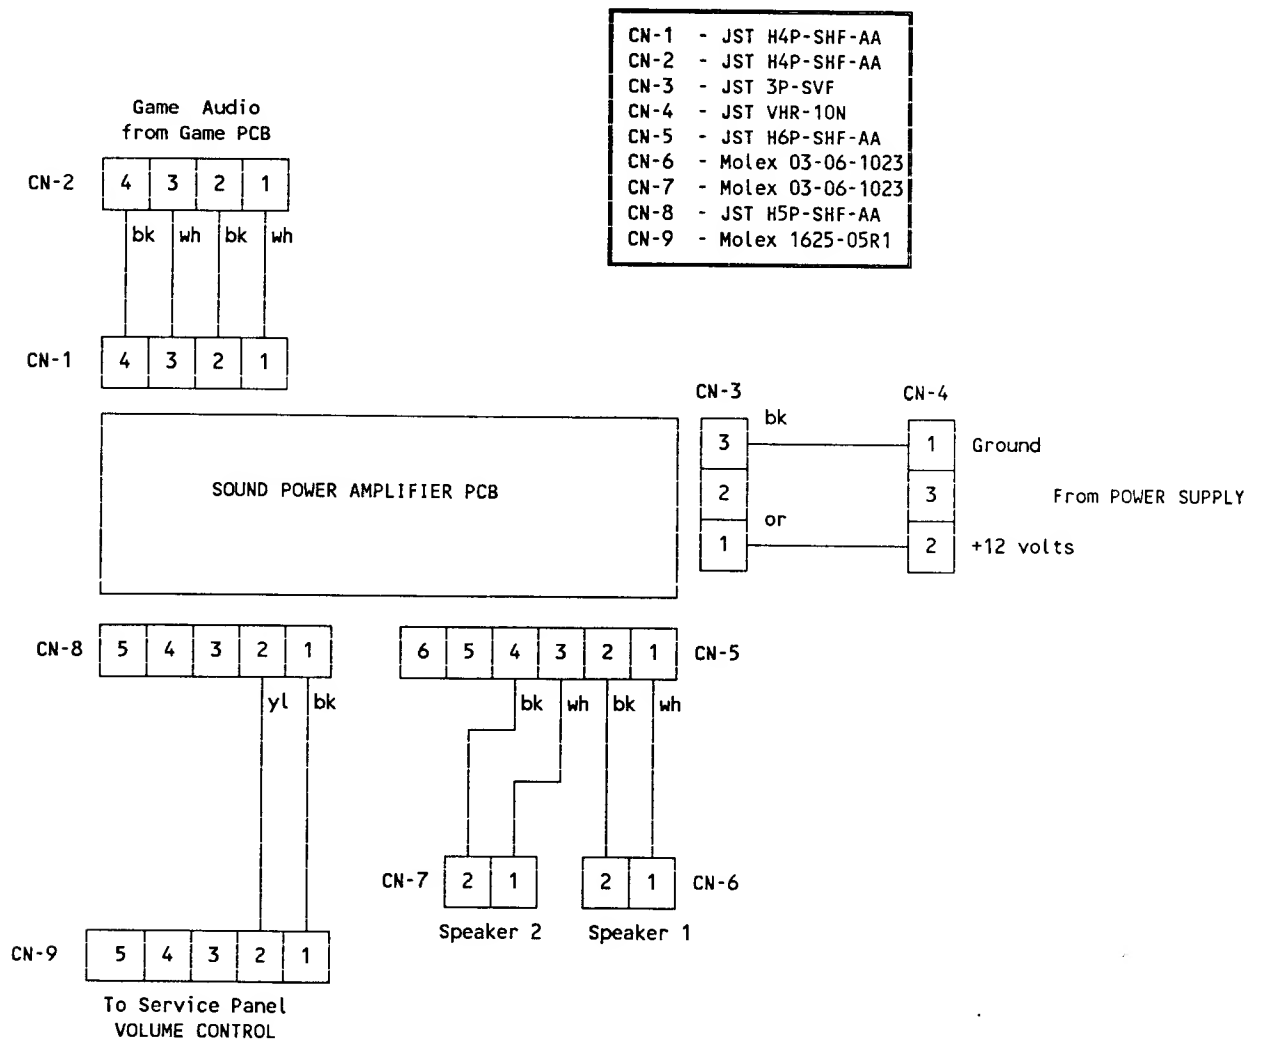 CN-1 - JST H4P-SHF-AA
CN-2 - JST H4P-SHF-AA
CN-3 - JST 3P-SVF
CN-4 - JST VHR-10N
CN-5 - JST H6P-SHF-AA
CN-6 - Molex 03-06-1023
CN-7 - Molex 03-06-1023
CN-8 - JST H5P-SHF-AA
CN-9 - Molex 1625-05R1
Game Audio
from Game PCB
CN-2 4 3 2 1
bk wh bk wh
CN-1 4 3 2 1
CN-3 CN-4
bk
3 1 Ground
SOUND POWER AMPLIFIER PCB
2 3 From POWER SUPPLY
or
1 2 +12 volts
CN-8 5 4 3 2 1
6 5 4 3 2 1 CN-5
yl bk
bk wh bk wh
CN-7 2 1
2 1 CN-6
Speaker 2
Speaker 1
CN-9 5 4 3 2 1
To Service Panel
VOLUME CONTROL